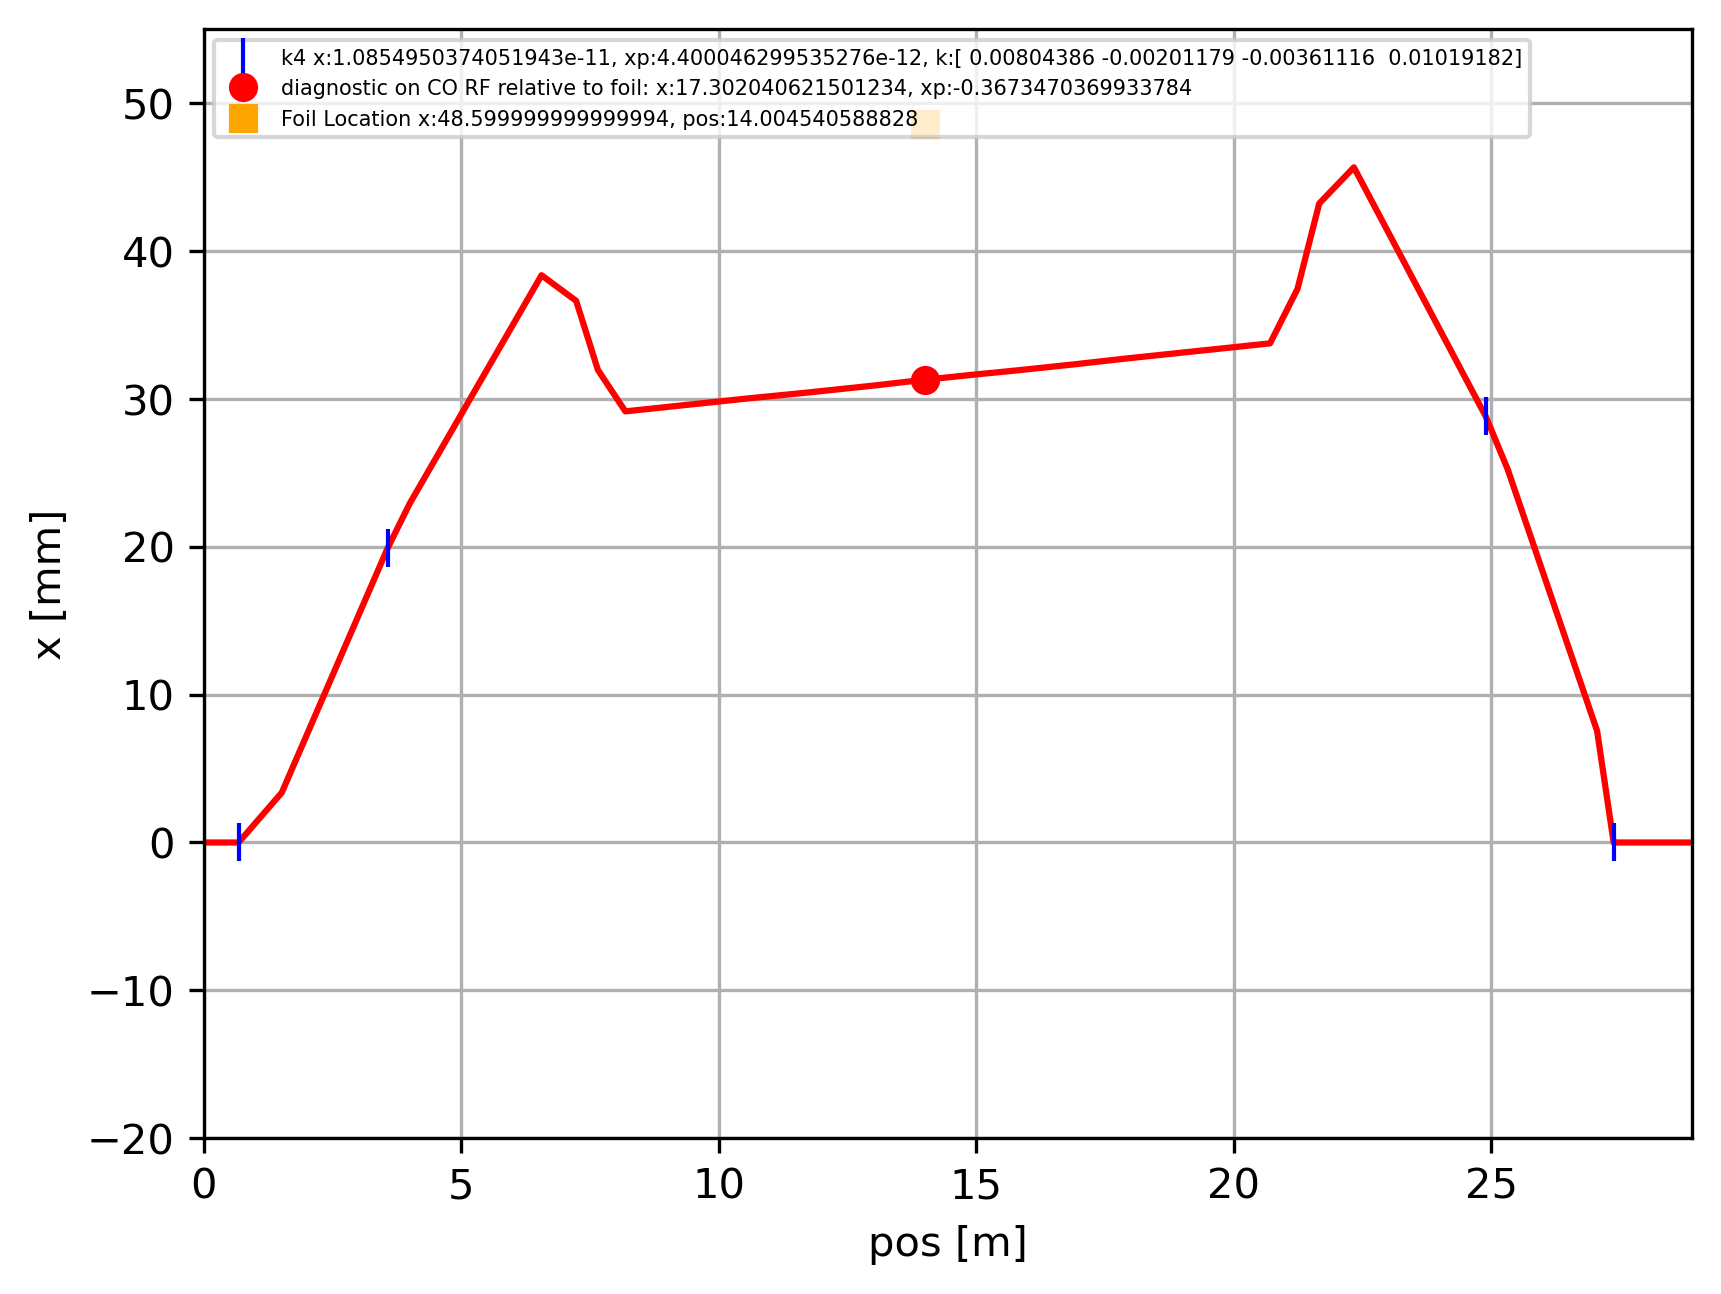 k4 x:1.0854950374051943e-11, xp:4.400046299535276e-12, k:[ 0.00804386 -0.00201179 -0.00361116  0.01019182]
diagnostic on CO RF relative to foil: x:17.302040621501234, xp:-0.3673470369933784
Foil Location x:48.599999999999994, pos:14.004540588828
50
40
30
20
10
0
−10
−20
x [mm]
0 5 10 15 20 25
pos [m]